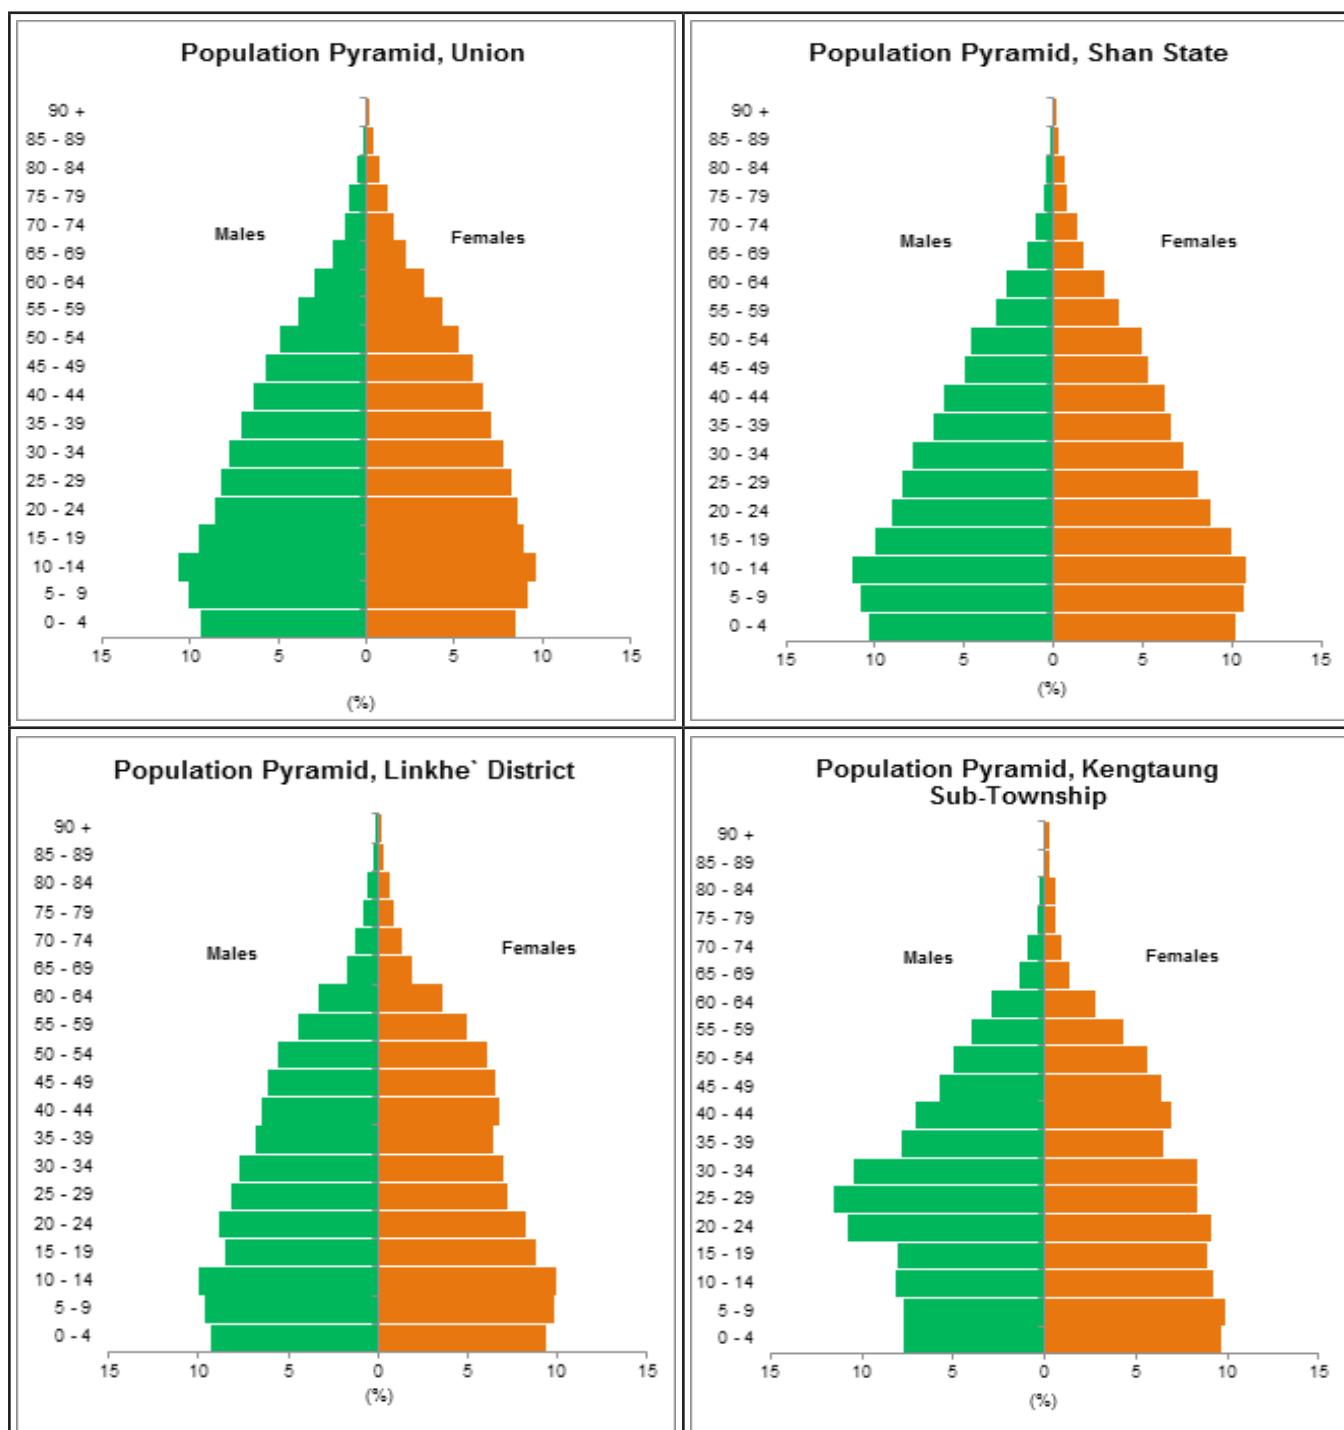 Population Pyramid, Union
90 +
85 - 89
80 - 84
75 - 79
70 - 74
65 - 69
60 - 64
55 - 59
50 - 54
45 - 49
40 - 44
35 - 39
30 - 34
25 - 29
20 - 24
15 - 19
10 -14
5 -  9
0 -  4
Males
Females
15 10 5 0 5 10 15
(%)
Population Pyramid, Shan State
90 +
85 - 89
80 - 84
75 - 79
70 - 74
65 - 69
60 - 64
55 - 59
50 - 54
45 - 49
40 - 44
35 - 39
30 - 34
25 - 29
20 - 24
15 - 19
10 - 14
5 - 9
0 - 4
Males
Females
15 10 5 0 5 10 15
(%)
Population Pyramid, Linkhe` District
90 +
85 - 89
80 - 84
75 - 79
70 - 74
65 - 69
60 - 64
55 - 59
50 - 54
45 - 49
40 - 44
35 - 39
30 - 34
25 - 29
20 - 24
15 - 19
10 - 14
5 - 9
0 - 4
Males
Females
15 10 5 0 5 10 15
(%)
Population Pyramid, Kengtaung
Sub-Township
90 +
85 - 89
80 - 84
75 - 79
70 - 74
65 - 69
60 - 64
55 - 59
50 - 54
45 - 49
40 - 44
35 - 39
30 - 34
25 - 29
20 - 24
15 - 19
10 - 14
5 - 9
0 - 4
Males
Females
15 10 5 0 5 10 15
(%)